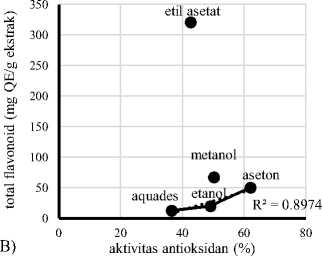 350
300
250
200
150
100
50
0
total flavonoid (mg QE/g ekstrak)
etil asetat
metanol
aseton
etanol
aquades
R² = 0.8974
0 20 40 60 80
B) aktivitas antioksidan (%)